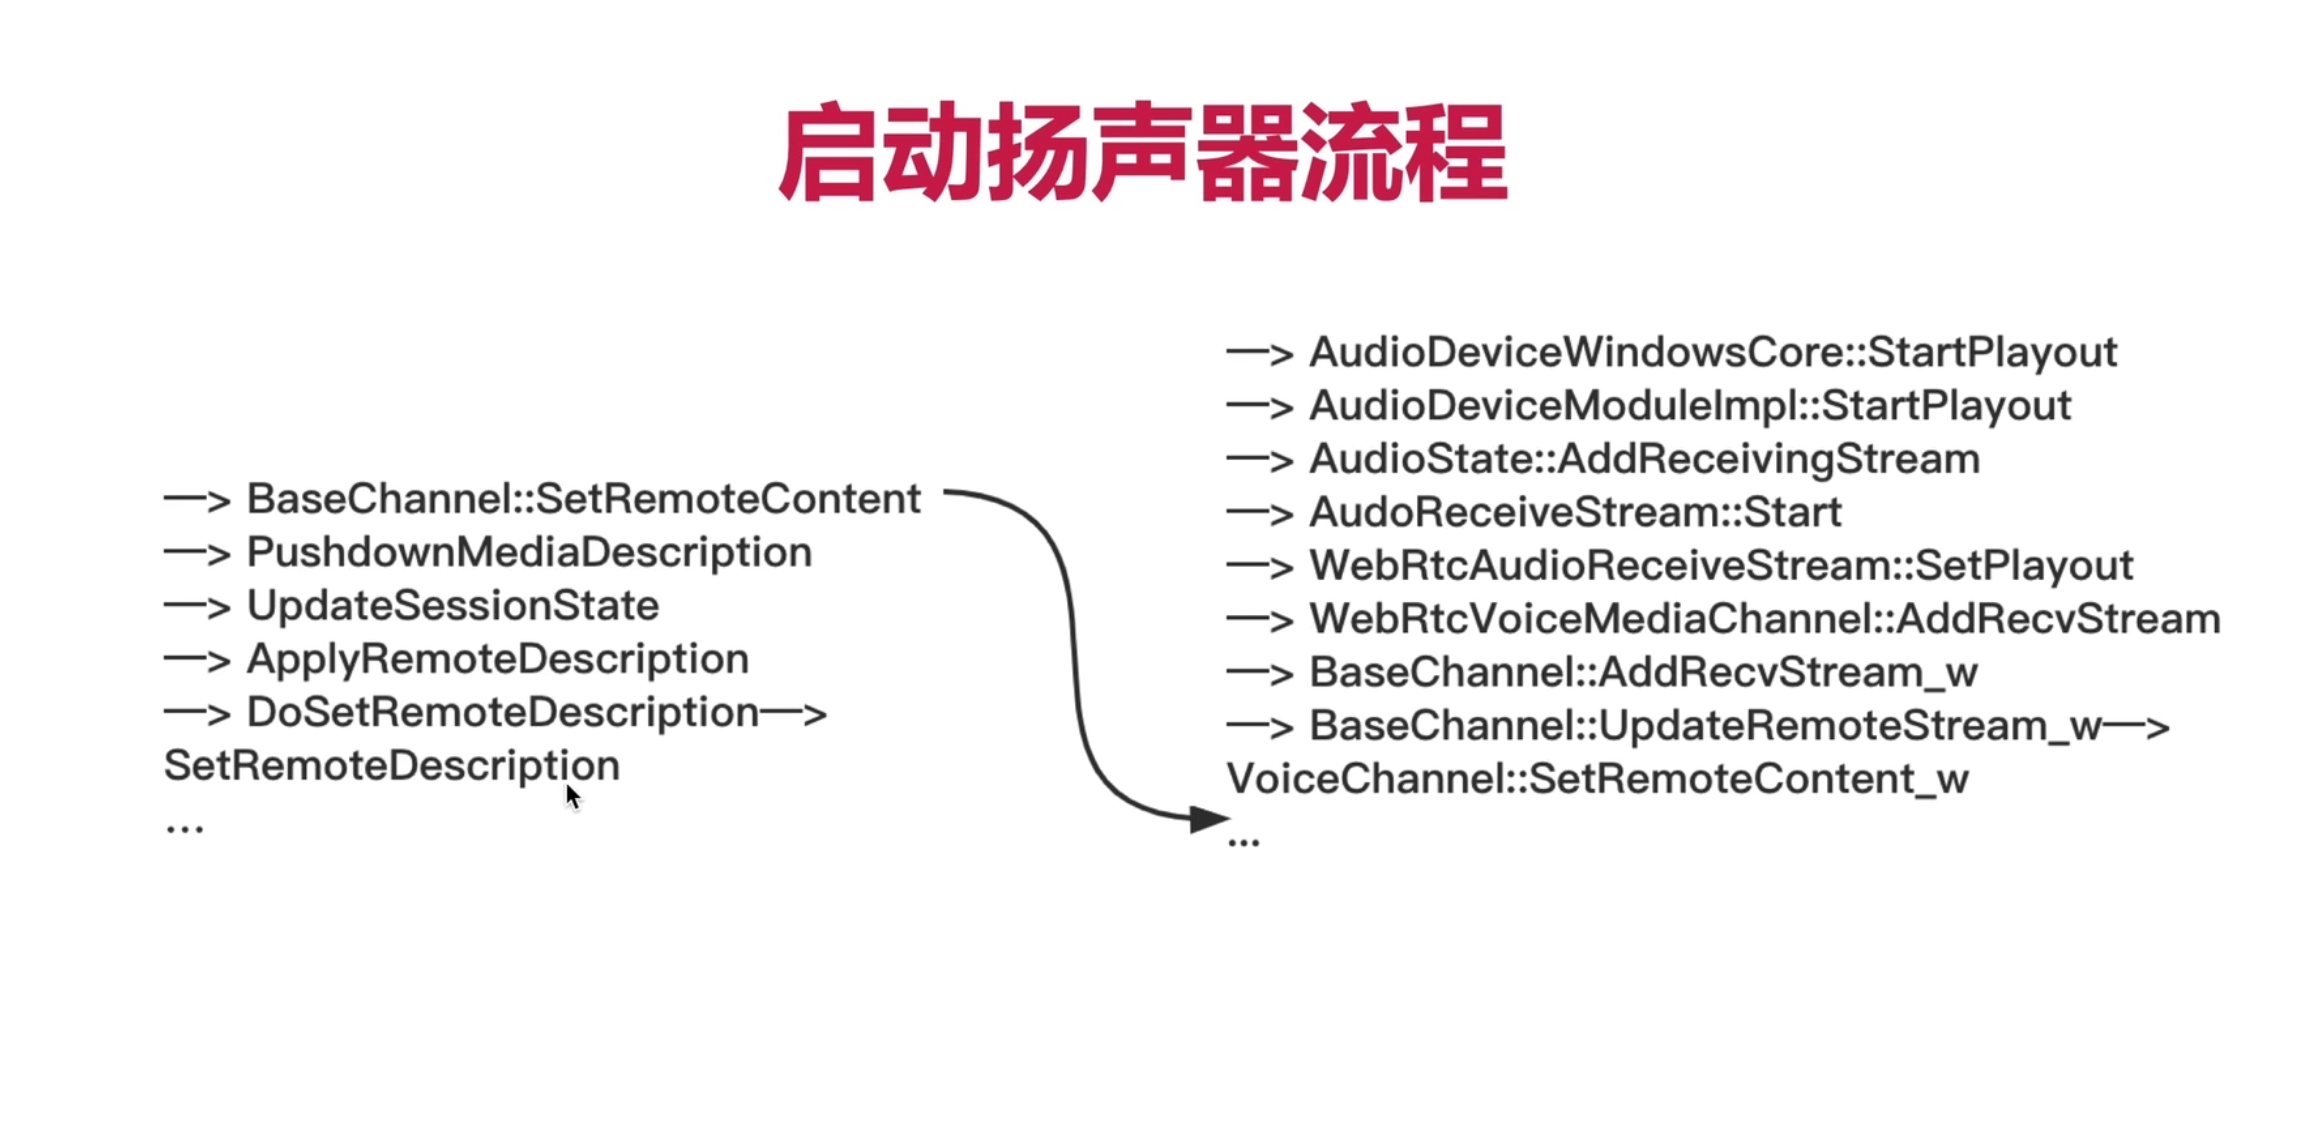 启动扬声器流程
—> BaseChannel::SetRemoteContent
—> PushdownMediaDescription
—> UpdateSessionState
—> ApplyRemoteDescription
—> DoSetRemoteDescription—>
SetRemoteDescription
...
—> AudioDeviceWindowsCore::StartPlayout
—> AudioDeviceModuleImpl::StartPlayout
—> AudioState::AddReceivingStream
—> AudoReceiveStream::Start
—> WebRtcAudioReceiveStream::SetPlayout
—> WebRtcVoiceMediaChannel::AddRecvStream
—> BaseChannel::AddRecvStream_w
—> BaseChannel::UpdateRemoteStream_w—>
VoiceChannel::SetRemoteContent_w
...